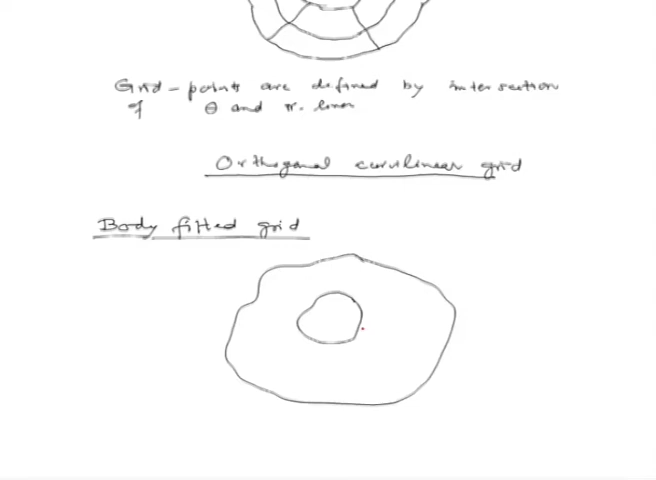 Grid-points are defined by intersection
of θ and r. lines
Orthogonal curvilinear grid
Body fitted grid